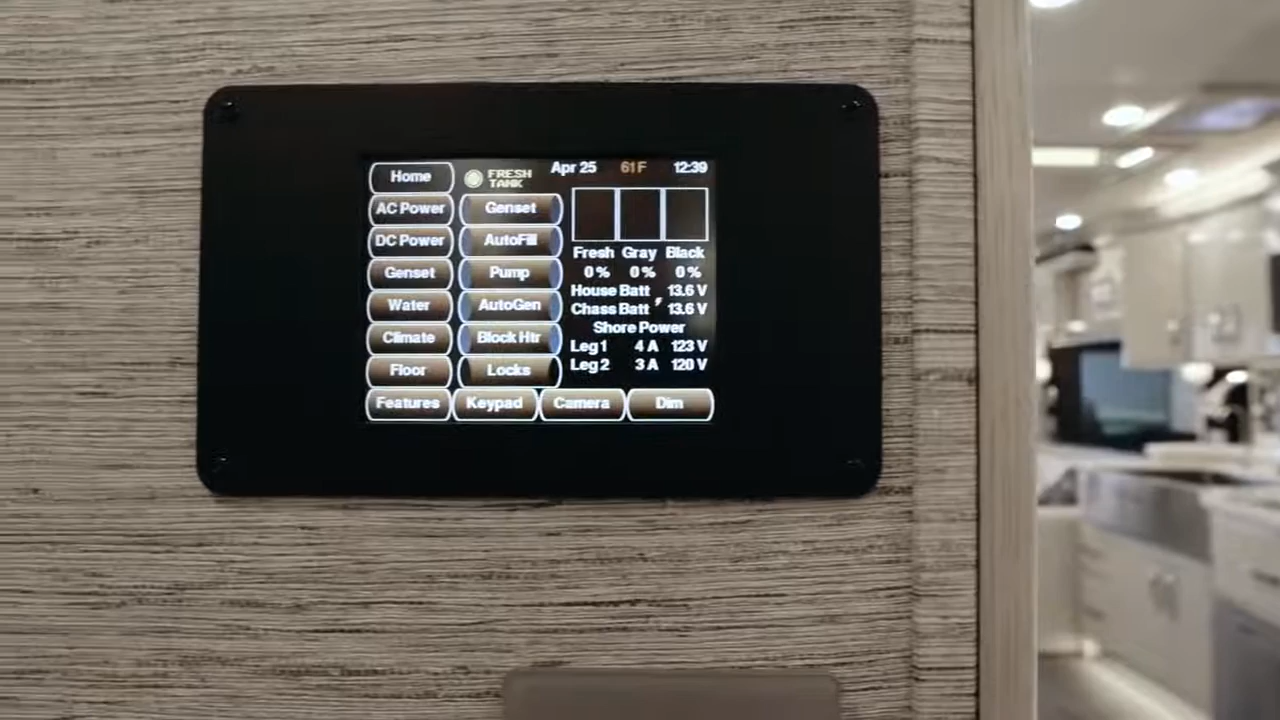 Home
FRESH
TANK
Apr 25 61F 12:39
AC Power
Genset
DC Power
AutoFill
Genset
Pump
Water
AutoGen
Climate
Block Htr
Floor
Locks
Features Keypad Camera Dim
Fresh Gray Black
0% 0% 0%
House Batt 13.6 V
Chass Batt 13.6 V
Shore Power
Leg 1 4 A 123 V
Leg 2 3 A 120 V